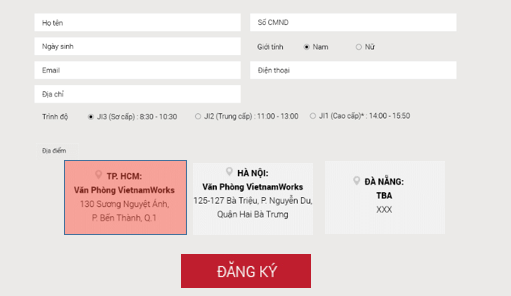 Họ tên
Số CMND
Ngày sinh
Giới tính Nam Nữ
Email
Điện thoại
Địa chỉ
Trình độ JI3 (Sơ cấp) : 8:30 - 10:30 JI2 (Trung cấp) : 11:00 - 13:00 JI1 (Cao cấp)* : 14:00 - 15:50
Địa điểm
TP. HCM:
Văn Phòng VietnamWorks
130 Sương Nguyệt Ánh,
P. Bến Thành, Q.1
HÀ NỘI:
Văn Phòng VietnamWorks
125-127 Bà Triệu, P. Nguyễn Du,
Quận Hai Bà Trưng
ĐÀ NẴNG:
TBA
XXX
ĐĂNG KÝ